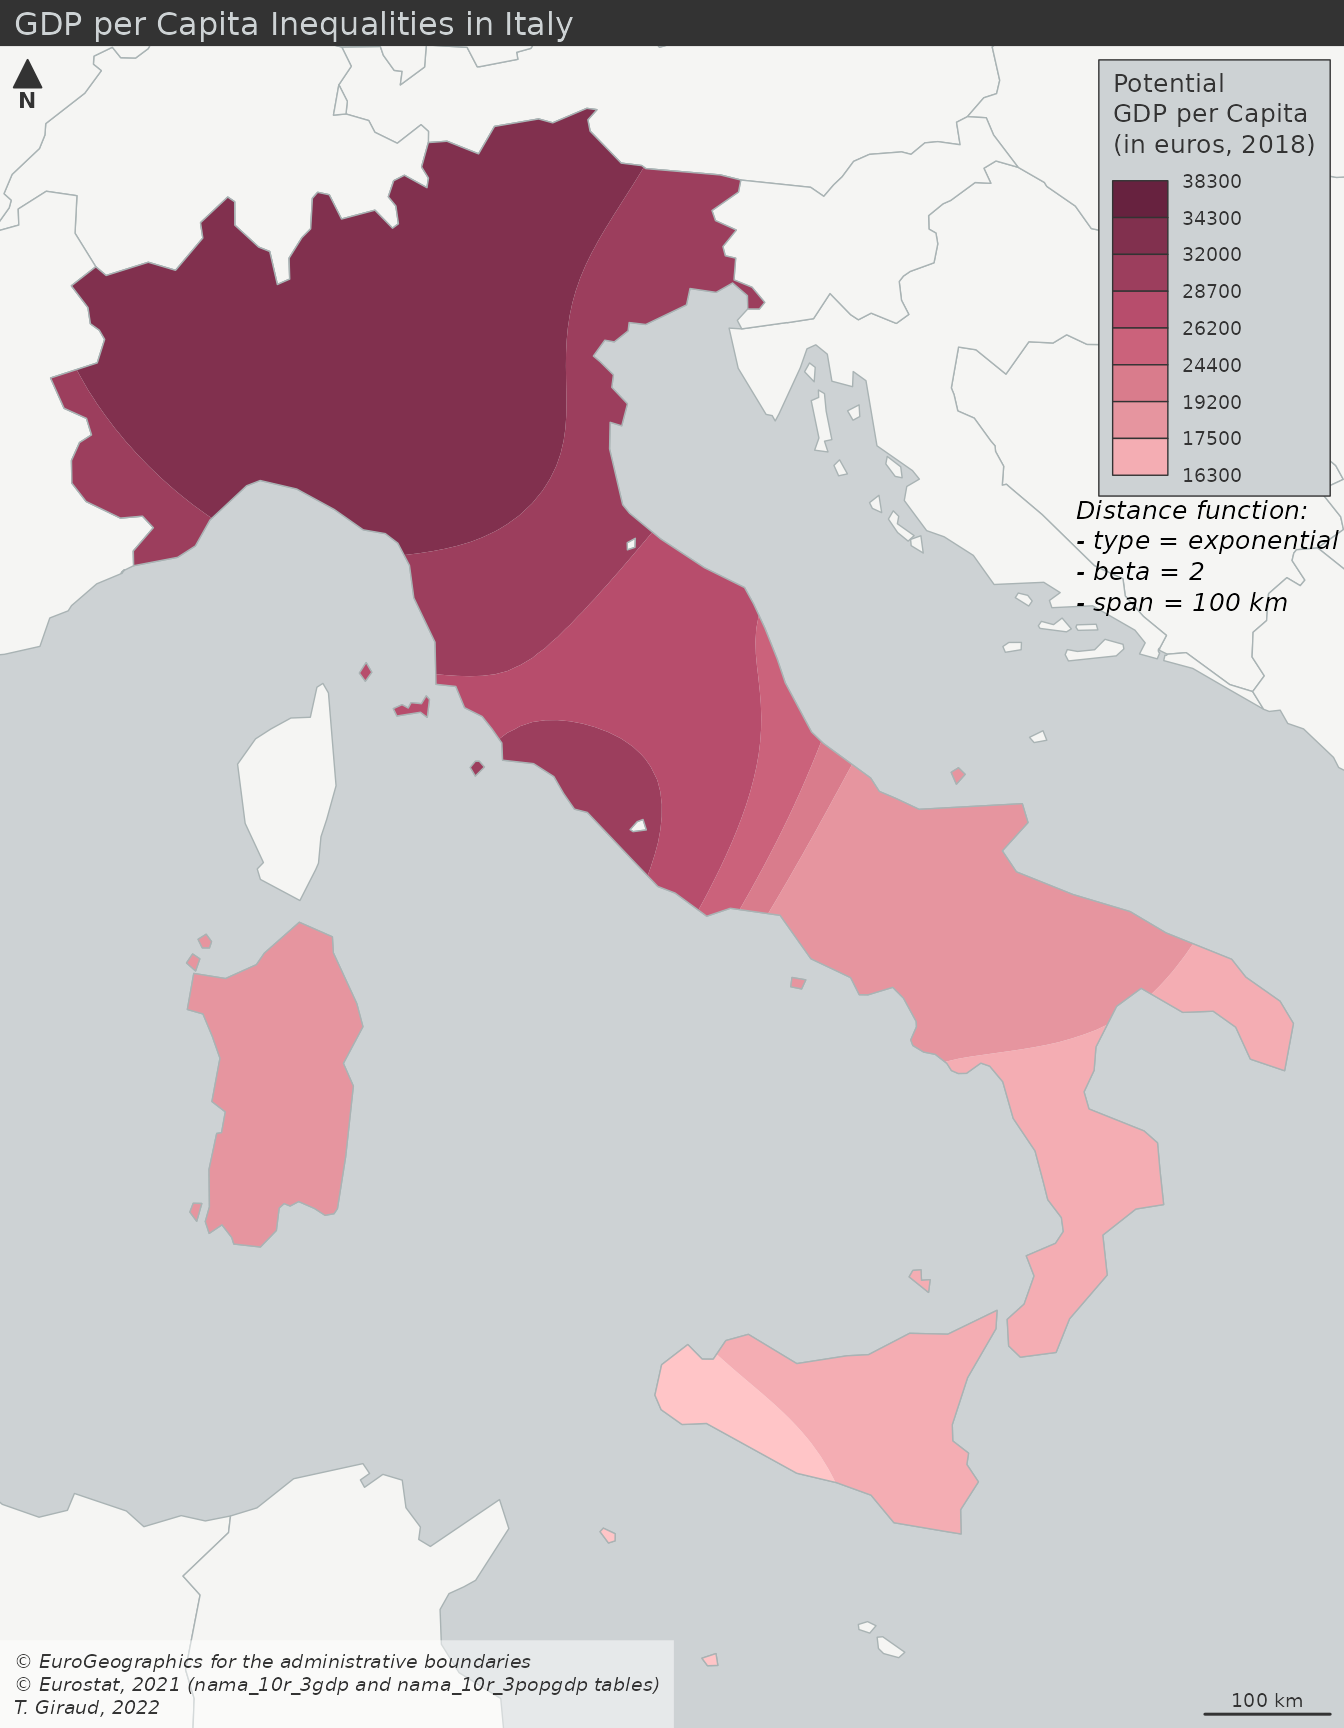 GDP per Capita Inequalities in Italy
N
Potential
GDP per Capita
(in euros, 2018)
38300
34300
32000
28700
26200
24400
19200
17500
16300
Distance function:
- type = exponential
- beta = 2
- span = 100 km
© EuroGeographics for the administrative boundaries
© Eurostat, 2021 (nama_10r_3gdp and nama_10r_3popgdp tables)
T. Giraud, 2022
100 km